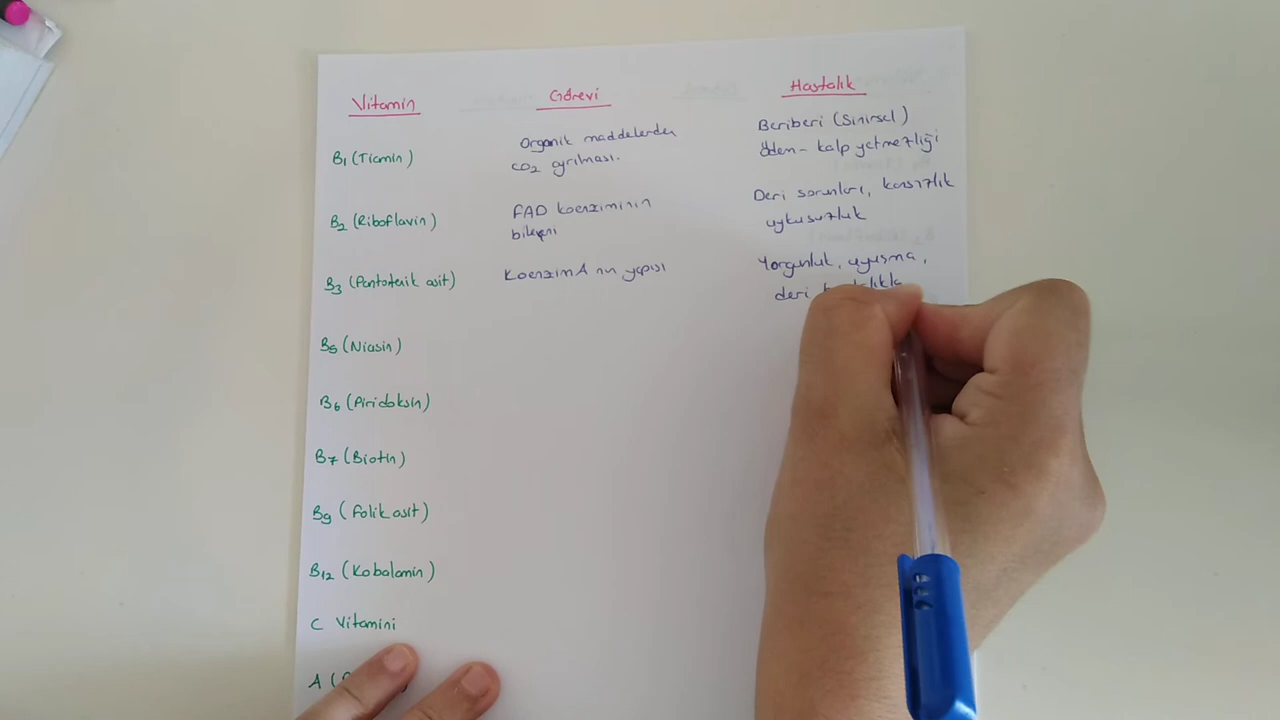 Vitamin Görevi Hastalık
B₁ (Tiamin)
Organik maddelerden
CO₂ ayrılması.
Beriberi (Sinirsel)
Ödem - kalp yetmezliği
B₂ (Riboflavin)
FAD koenziminin
bileşeni
Deri sorunları, kansızlık
uykusuzluk
B₃ (Pantotenik asit)
KoenzimA nın yapısı
Yorgunluk, uyuşma,
deri
B₅ (Niasin)
B₆ (Piridoksin)
B₇ (Biotin)
B₉ (Folik asit)
B₁₂ (Kobalamin)
C Vitamini
A (